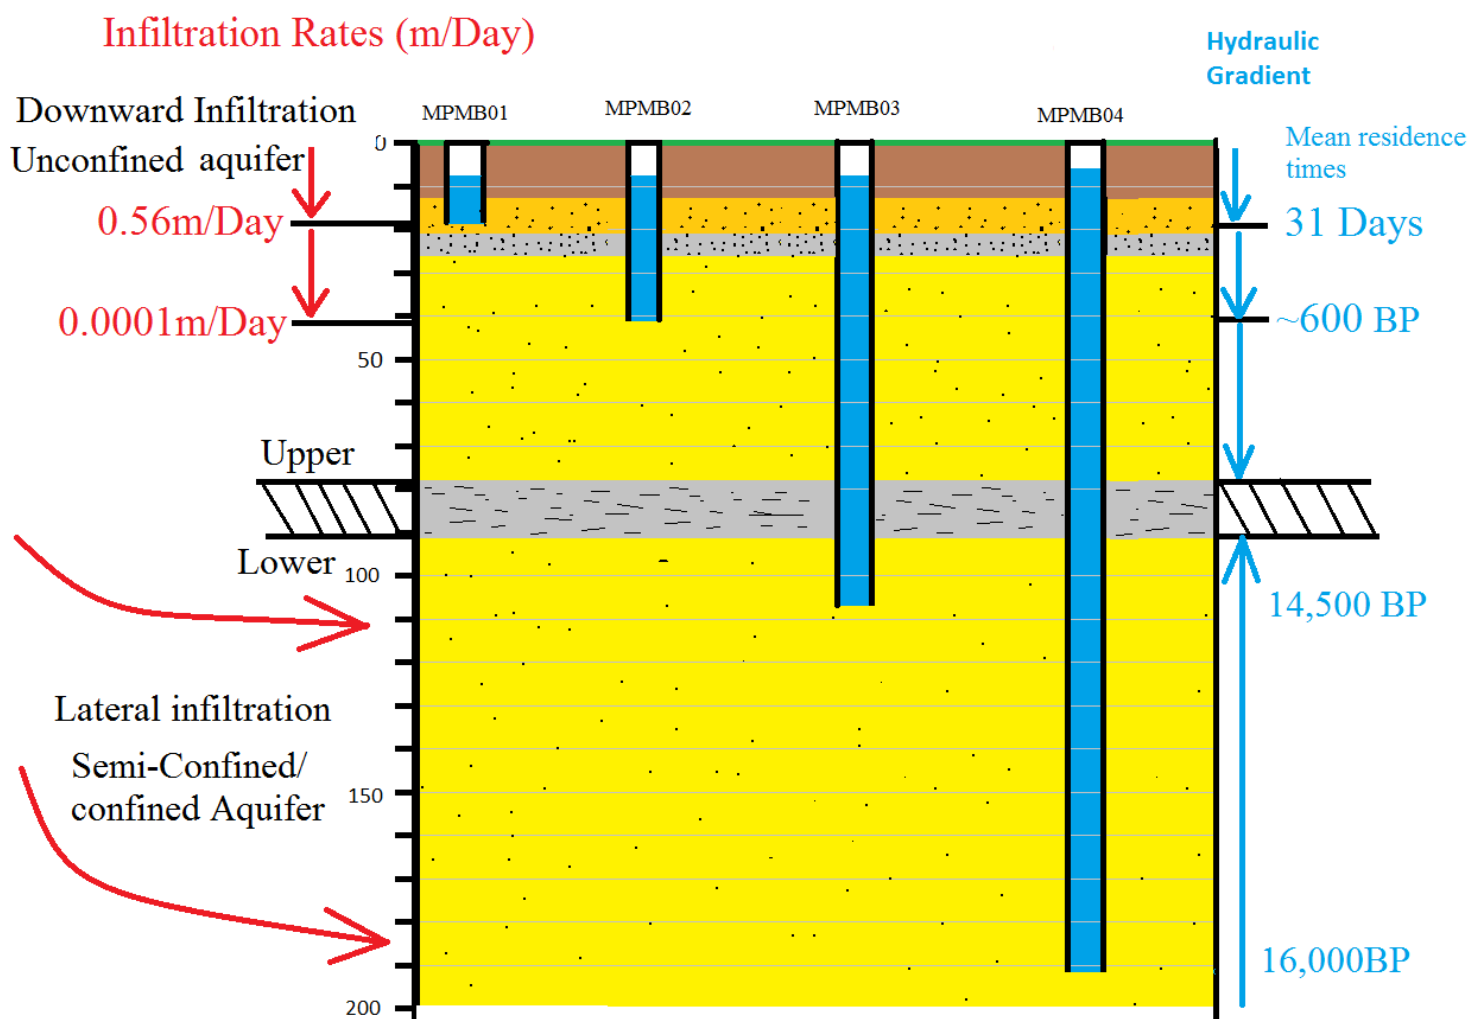 Infiltration Rates (m/Day)
Hydraulic
Gradient
Downward Infiltration
Unconfined aquifer
MPMB01
MPMB02
MPMB03
MPMB04
Mean residence
times
0
0.56m/Day
31 Days
0.0001m/Day
~600 BP
50
Upper
Lower
100
14,500 BP
Lateral infiltration
Semi-Confined/
confined Aquifer
150
16,000BP
200